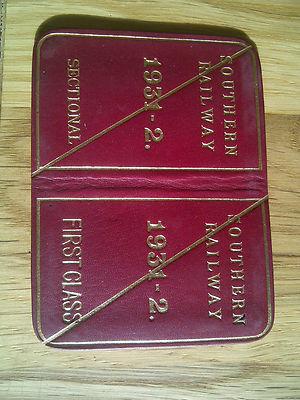 SOUTHERN
RAILWAY
1931-2.
SECTIONAL
SOUTHERN
RAILWAY
1931-2.
FIRST CLASS